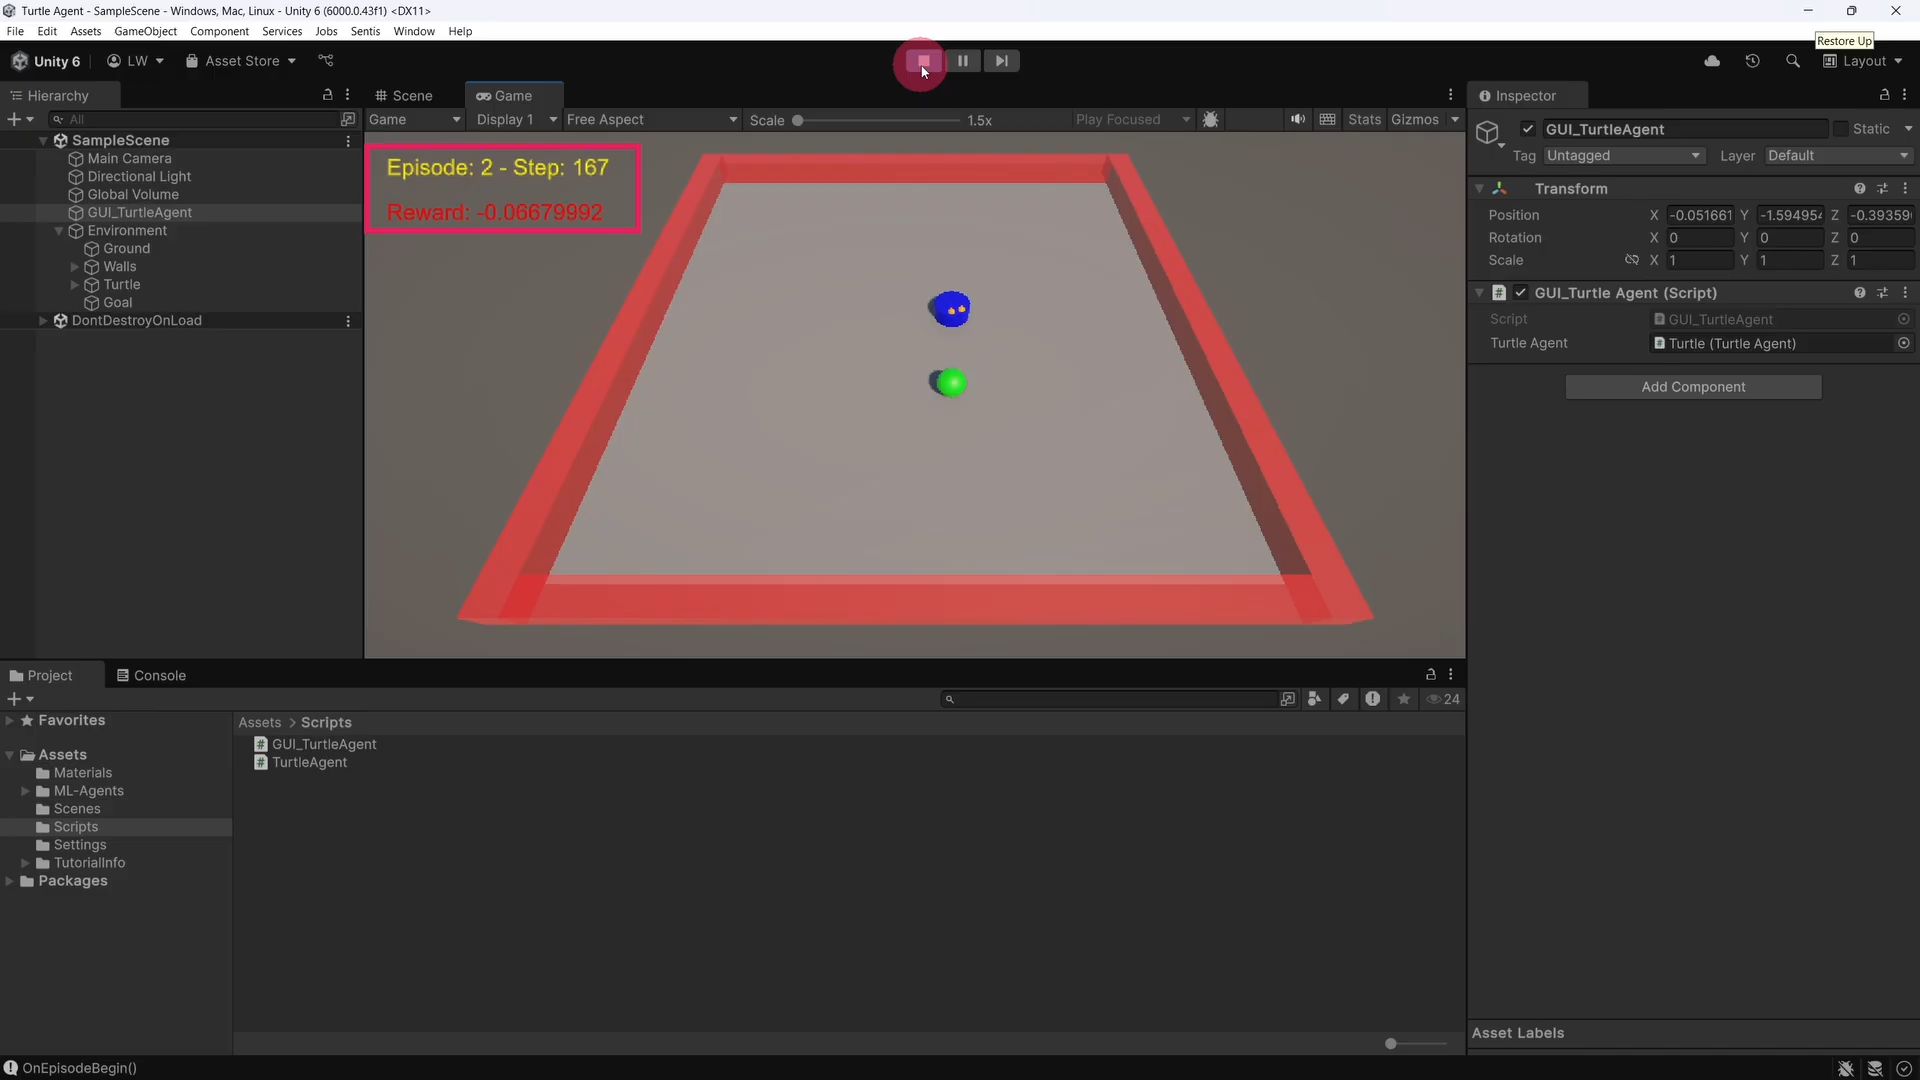 Turtle Agent - SampleScene - Windows, Mac, Linux - Unity 6 (6000.0.43f1) <DX11>
File Edit Assets GameObject Component Services Jobs Sentis Window Help
Restore Up
Unity 6 LW Asset Store Layout
Hierarchy Scene Game Inspector
All Game Display 1 Free Aspect Scale 1.5x Play Focused Stats Gizmos
SampleScene
Main Camera
Directional Light
Global Volume
GUI_TurtleAgent
Environment
Ground
Walls
Turtle
Goal
DontDestroyOnLoad
Episode: 2 - Step: 167
Reward: -0.06679992
GUI_TurtleAgent Static
Tag Untagged Layer Default
Transform
Position X -0.051661 Y -1.594954 Z -0.39359
Rotation X 0 Y 0 Z 0
Scale X 1 Y 1 Z 1
GUI_Turtle Agent (Script)
Script GUI_TurtleAgent
Turtle Agent Turtle (Turtle Agent)
Add Component
Project Console
24
Favorites
Assets
Materials
ML-Agents
Scenes
Scripts
Settings
TutorialInfo
Packages
Assets > Scripts
GUI_TurtleAgent
TurtleAgent
Asset Labels
OnEpisodeBegin()